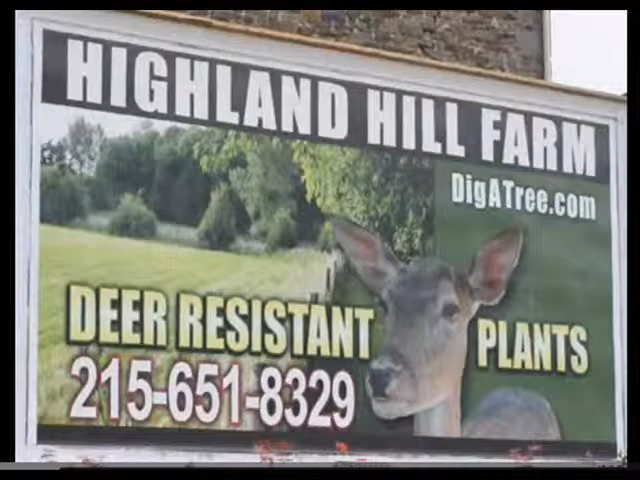 HIGHLAND HILL FARM
DigATree.com
DEER RESISTANT PLANTS
215-651-8329